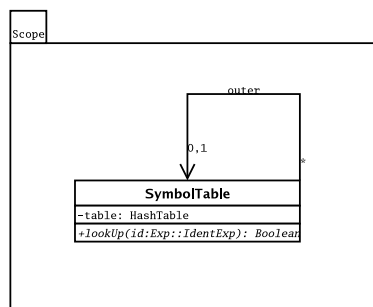 Scope
outer
0,1
*
SymbolTable
-table: HashTable
+lookUp(id:Exp::IdentExp): Boolean